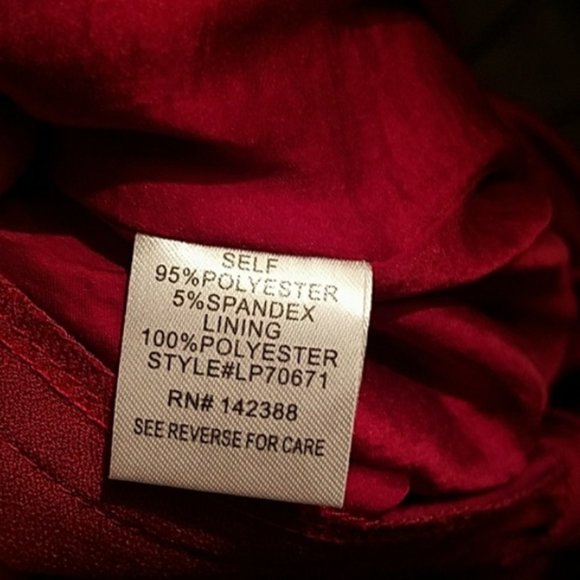 SELF
95%POLYESTER
5%SPANDEX
LINING
100%POLYESTER
STYLE#LP70671
RN# 142388
SEE REVERSE FOR CARE